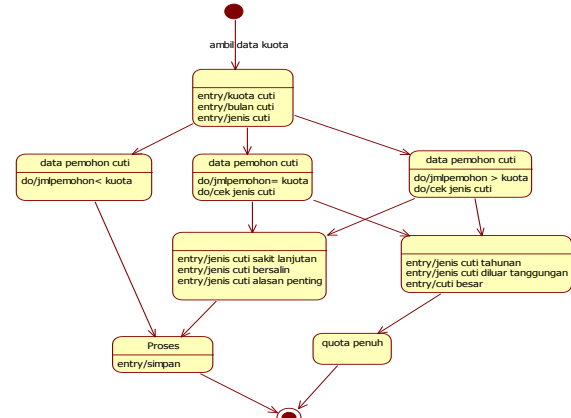 ambil data kuota
entry/kuota cuti
entry/bulan cuti
entry/jenis cuti
data pemohon cuti
do/jmlpemohon< kuota
data pemohon cuti
do/jmlpemohon= kuota
do/cek jenis cuti
data pemohon cuti
do/jmlpemohon > kuota
do/cek jenis cuti
entry/jenis cuti sakit lanjutan
entry/jenis cuti bersalin
entry/jenis cuti alasan penting
entry/jenis cuti tahunan
entry/jenis cuti diluar tanggungan
entry/cuti besar
Proses
entry/simpan
quota penuh